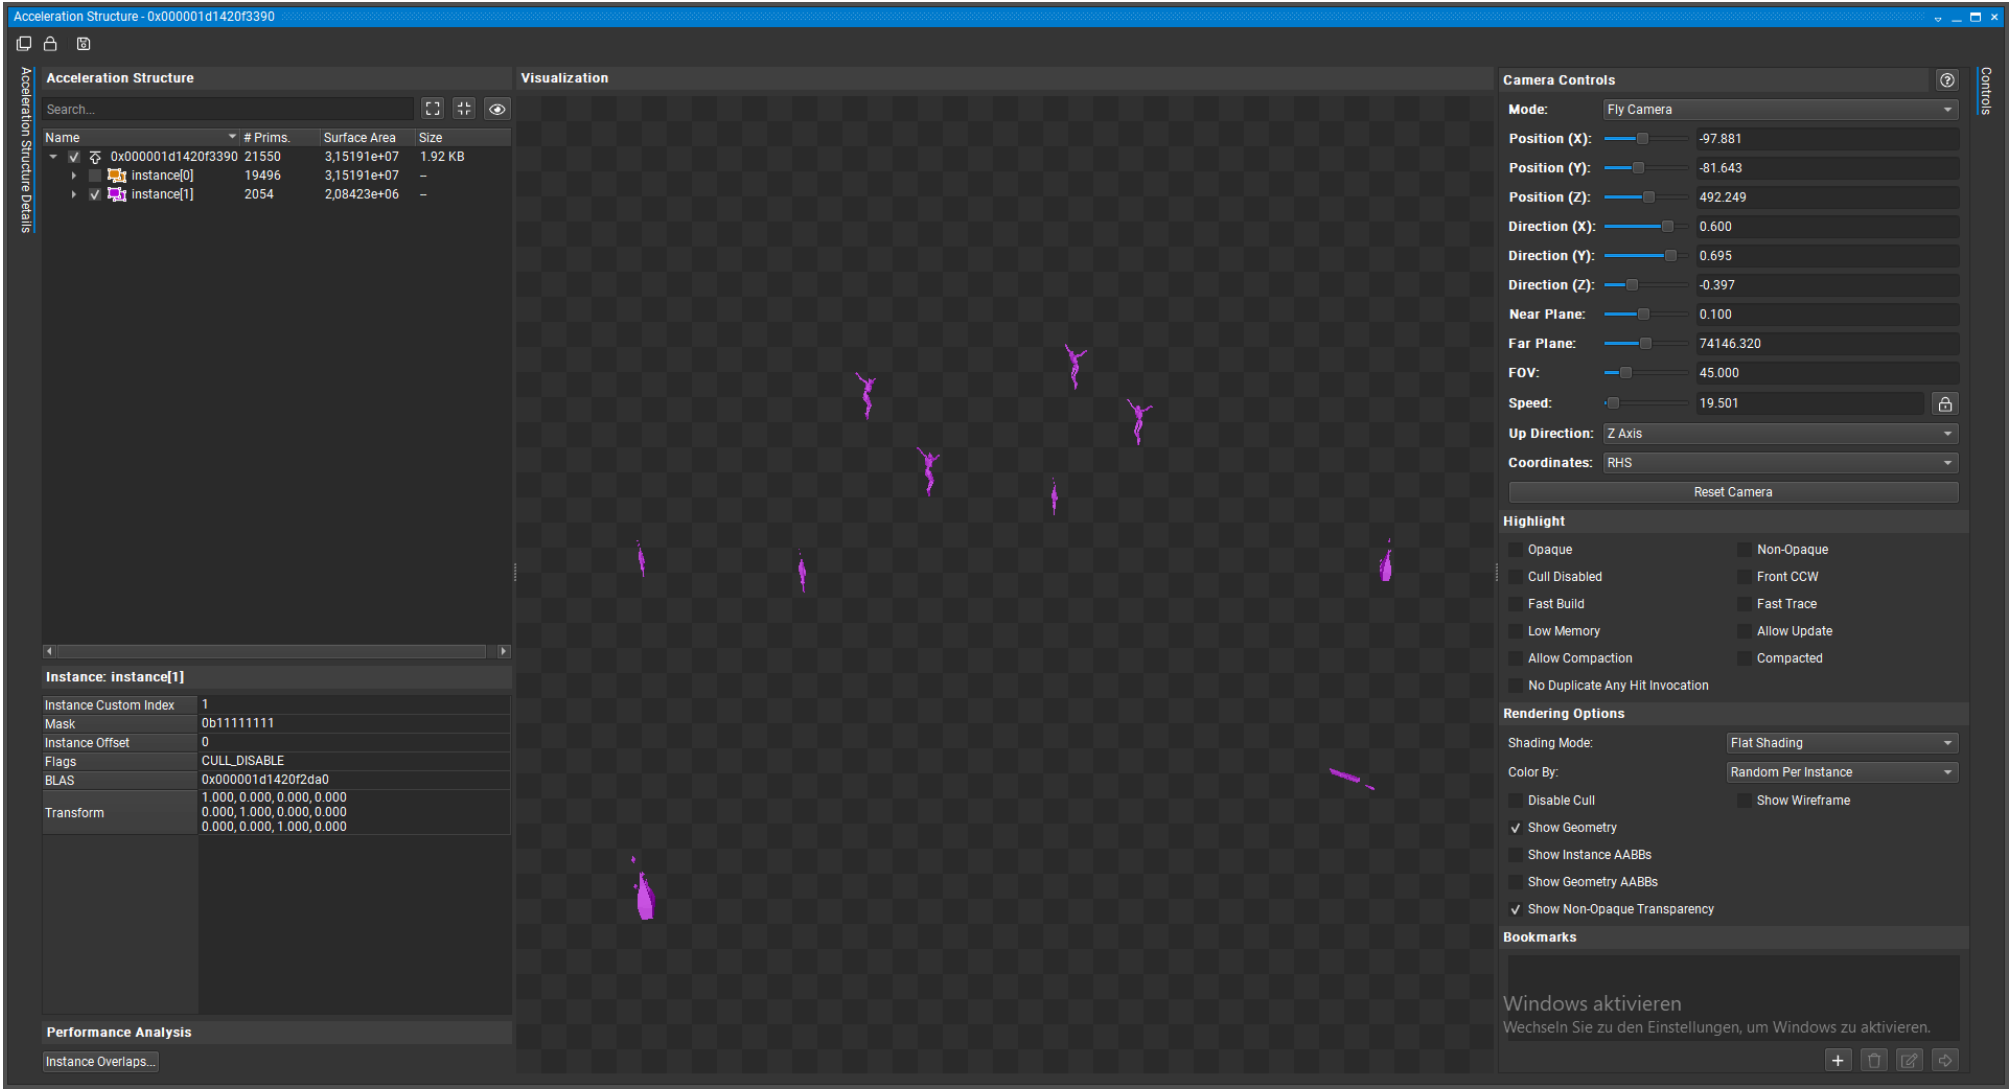 Acceleration Structure - 0x000001d1420f3390
Acceleration Structure Details
Acceleration Structure
Search...
Name # Prims. Surface Area Size
0x000001d1420f3390 21550 3,15191e+07 1.92 KB
instance[0] 19496 3,15191e+07 --
instance[1] 2054 2,08423e+06 --
Instance: instance[1]
Instance Custom Index 1
Mask 0b11111111
Instance Offset 0
Flags CULL_DISABLE
BLAS 0x000001d1420f2da0
Transform
1.000, 0.000, 0.000, 0.000
0.000, 1.000, 0.000, 0.000
0.000, 0.000, 1.000, 0.000
Performance Analysis
Instance Overlaps...
Visualization
Camera Controls
Mode: Fly Camera
Position (X): -97.881
Position (Y): -81.643
Position (Z): 492.249
Direction (X): 0.600
Direction (Y): 0.695
Direction (Z): -0.397
Near Plane: 0.100
Far Plane: 74146.320
FOV: 45.000
Speed: 19.501
Up Direction: Z Axis
Coordinates: RHS
Reset Camera
Highlight
Opaque Non-Opaque
Cull Disabled Front CCW
Fast Build Fast Trace
Low Memory Allow Update
Allow Compaction Compacted
No Duplicate Any Hit Invocation
Rendering Options
Shading Mode: Flat Shading
Color By: Random Per Instance
Disable Cull Show Wireframe
Show Geometry
Show Instance AABBs
Show Geometry AABBs
Show Non-Opaque Transparency
Bookmarks
Windows aktivieren
Wechseln Sie zu den Einstellungen, um Windows zu aktivieren.
Controls